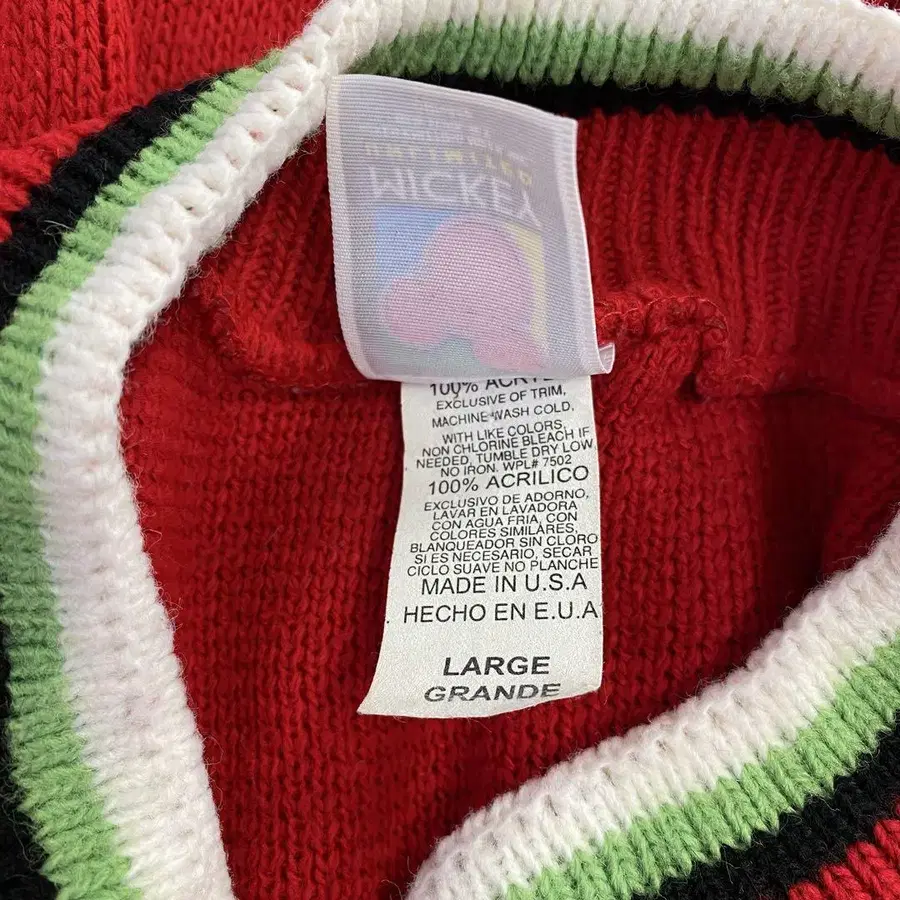 MICKEY
UNLIMITED
100% ACRYL
EXCLUSIVE OF TRIM,
MACHINE WASH COLD,
WITH LIKE COLORS
NON CHLORINE BLEACH IF
NEEDED, TUMBLE DRY LOW
NO IRON. WPL# 7502
100% ACRILICO
EXCLUSIVO DE ADORNO,
LAVAR EN LAVADORA
CON AGUA FRIA, CON
COLORES SIMILARES,
BLANQUEADOR SIN CLORO
SI ES NECESARIO, SECAR
CICLO SUAVE NO PLANCHE
MADE IN U.S.A
HECHO EN E.U.A
LARGE
GRANDE